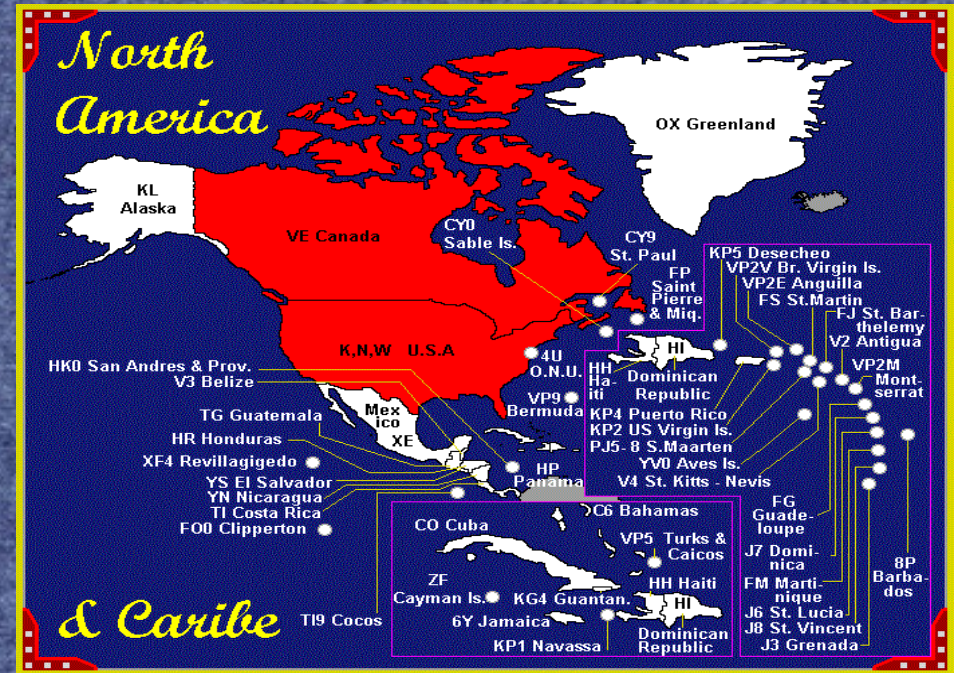 North
America
OX Greenland
KL
Alaska
VE Canada
CY0
Sable Is.
CY9
St. Paul
FP
Saint
Pierre
& Miq.
KP5 Desecheo
VP2V Br. Virgin Is.
VP2E Anguilla
FS St.Martin
FJ St. Bar-
thelemy
V2 Antigua
VP2M
Mont-
serrat
K,N,W U.S.A
4U
O.N.U.
VP9
Bermuda
HH
Ha-
iti
HI
Dominican
Republic
KP4 Puerto Rico
KP2 US Virgin Is.
PJ5-8 S.Maarten
YV0 Aves Is.
V4 St. Kitts - Nevis
HK0 San Andres & Prov.
V3 Belize
TG Guatemala
Mex
ico
XE
HR Honduras
XF4 Revillagigedo
YS El Salvador
YN Nicaragua
TI Costa Rica
FO0 Clipperton
HP
Panama
FG
Guade-
loupe
J7 Domi-
nica
FM Marti-
nique
J6 St. Lucia
J8 St. Vincent
J3 Grenada
8P
Barba-
dos
C6 Bahamas
CO Cuba
VP5 Turks &
Caicos
ZF
Cayman Is.
KG4 Guantan.
HH Haiti
HI
6Y Jamaica
Dominican
Republic
KP1 Navassa
TI9 Cocos
& Caribe